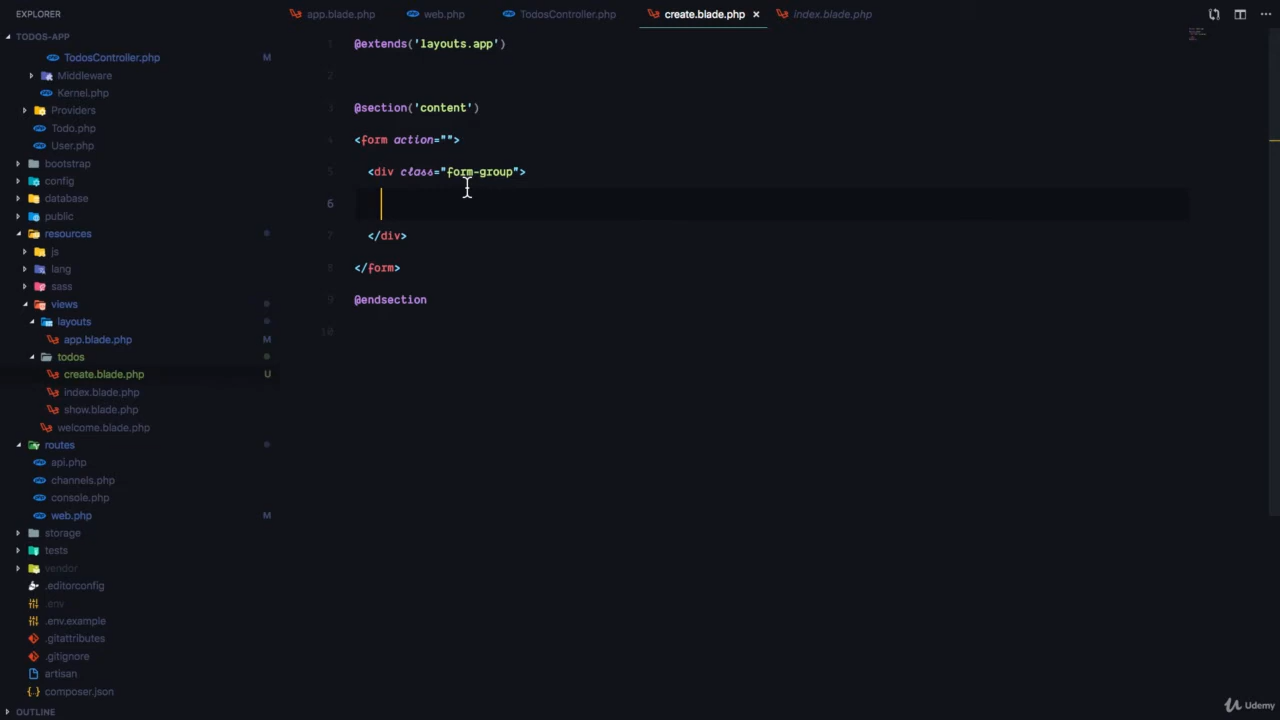 EXPLORER
app.blade.php
web.php
TodosController.php
create.blade.php ×
index.blade.php
TODOS-APP
TodosController.php M
Middleware
Kernel.php
Providers
Todo.php
User.php
bootstrap
config
database
public
resources
js
lang
sass
views
layouts
app.blade.php M
todos
create.blade.php U
index.blade.php
show.blade.php
welcome.blade.php
routes
api.php
channels.php
console.php
web.php M
storage
tests
vendor
.editorconfig
.env
.env.example
.gitattributes
.gitignore
artisan
composer.json
OUTLINE
1 @extends('layouts.app')
2
3 @section('content')
4 <form action="">
5 <div class="form-group">
6
7 </div>
8 </form>
9 @endsection
10
Udemy